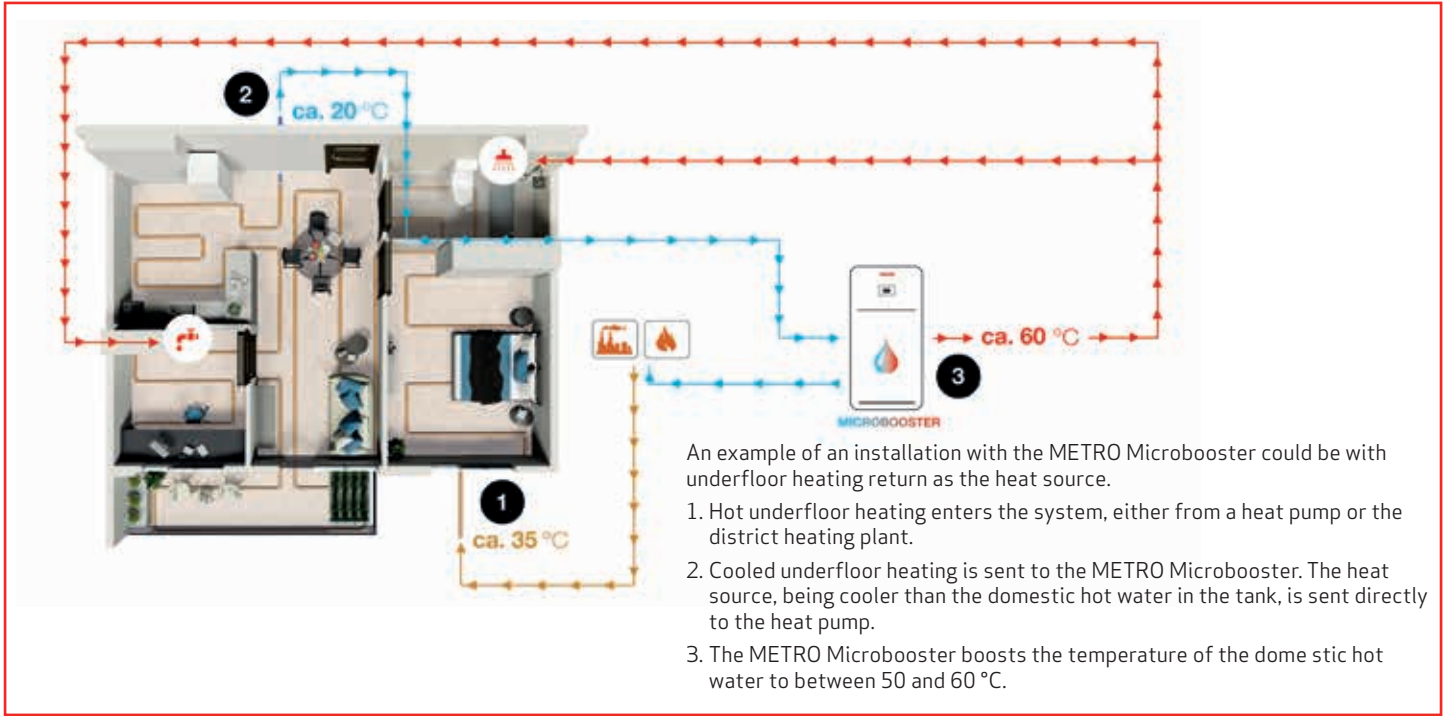 2
ca. 20 °C
ca. 60 °C
3
MICROBOOSTER
1
ca. 35 °C
An example of an installation with the METRO Microbooster could be with
underfloor heating return as the heat source.
1. Hot underfloor heating enters the system, either from a heat pump or the
district heating plant.
2. Cooled underfloor heating is sent to the METRO Microbooster. The heat
source, being cooler than the domestic hot water in the tank, is sent directly
to the heat pump.
3. The METRO Microbooster boosts the temperature of the dome stic hot
water to between 50 and 60 °C.